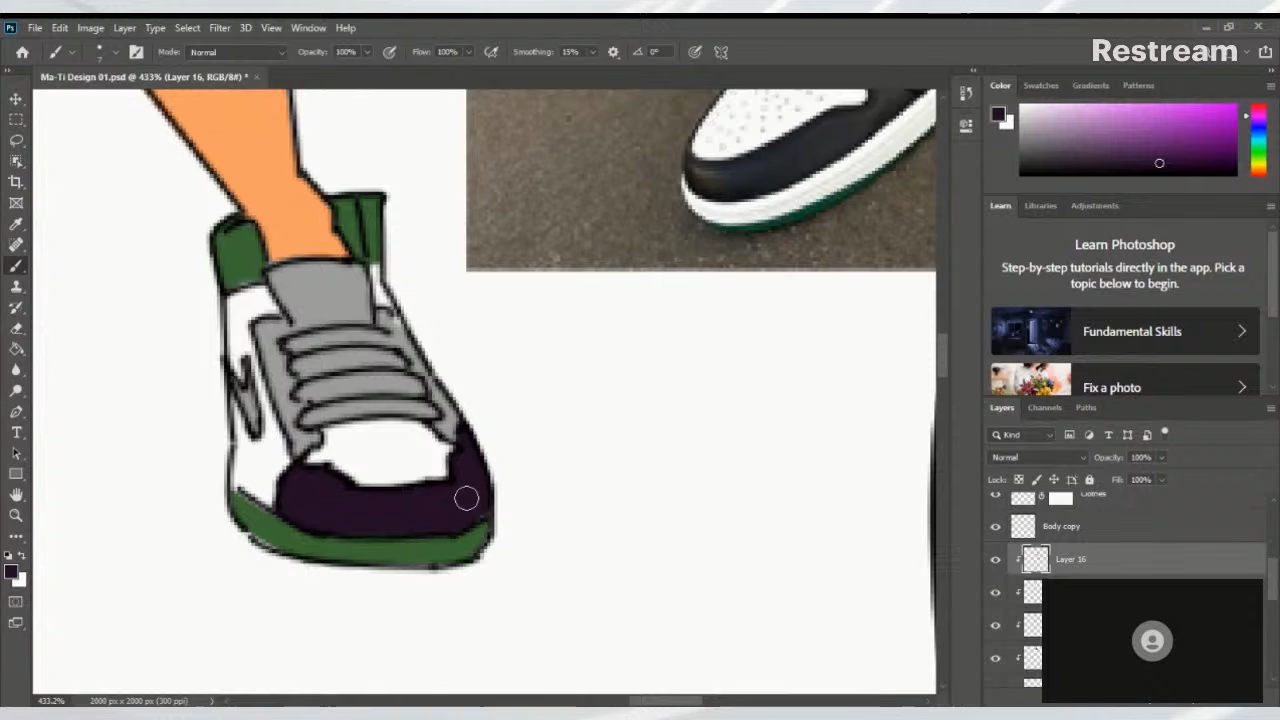 File Edit Image Layer Type Select Filter 3D View Window Help
Mode: Normal Opacity: 100% Flow: 100% Smoothing: 15% 0°
Restream
Ma-Ti Design 01.psd @ 433% (Layer 16, RGB/8#) *
Color Swatches Gradients Patterns
Learn Libraries Adjustments
Learn Photoshop
Step-by-step tutorials directly in the app. Pick a
topic below to begin.
Fundamental Skills
Fix a photo
Layers Channels Paths
Kind
Normal Opacity: 100%
Lock: Fill: 100%
Clothes
Body copy
Layer 16
433.2% 2000 px x 2000 px (300 ppi)